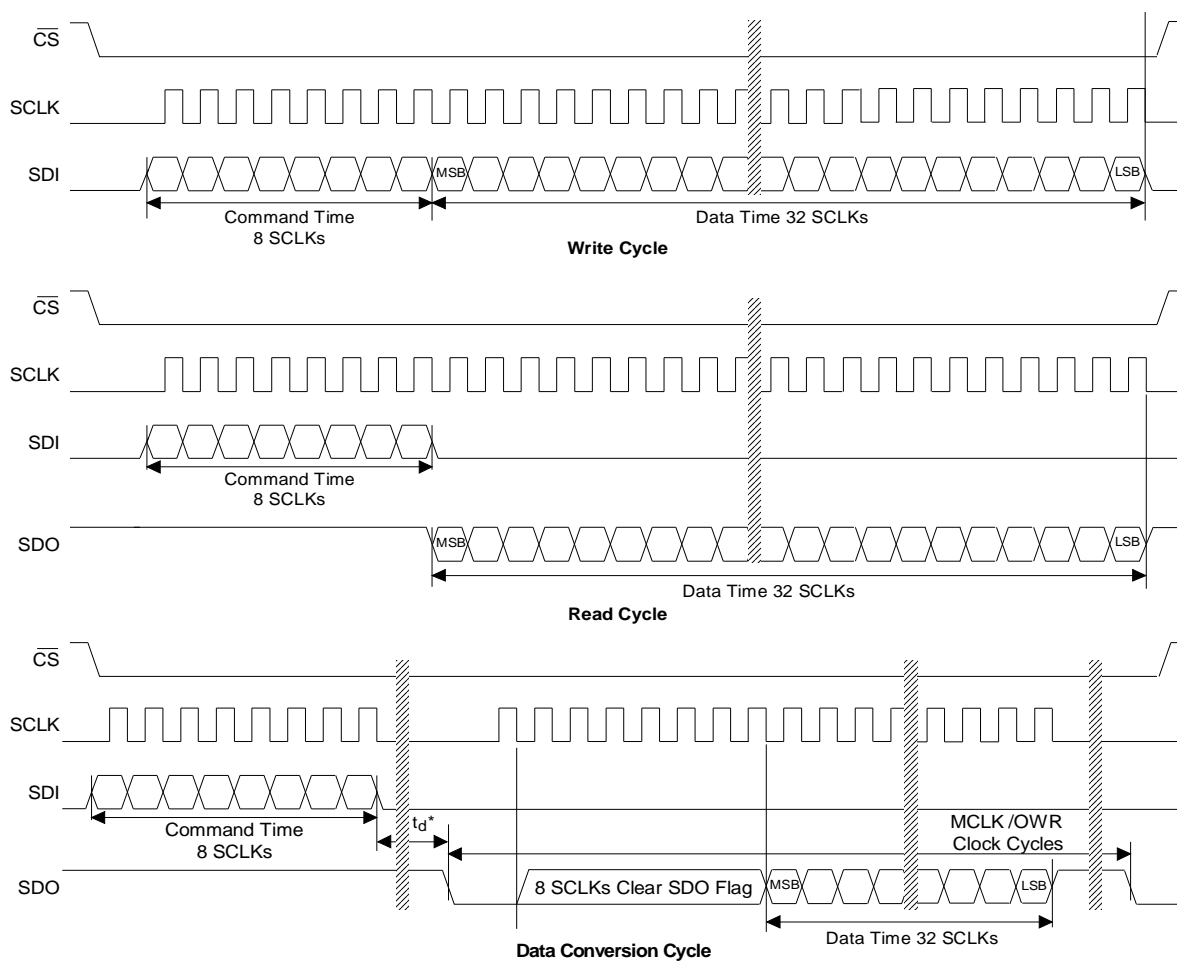 CS
SCLK
SDI
MSB
LSB
Command Time
8 SCLKs
Data Time 32 SCLKs
Write Cycle
CS
SCLK
SDI
Command Time
8 SCLKs
SDO
MSB
LSB
Data Time 32 SCLKs
Read Cycle
CS
SCLK
SDI
Command Time
8 SCLKs
td*
MCLK /OWR
Clock Cycles
SDO
8 SCLKs Clear SDO Flag
MSB
LSB
Data Time 32 SCLKs
Data Conversion Cycle